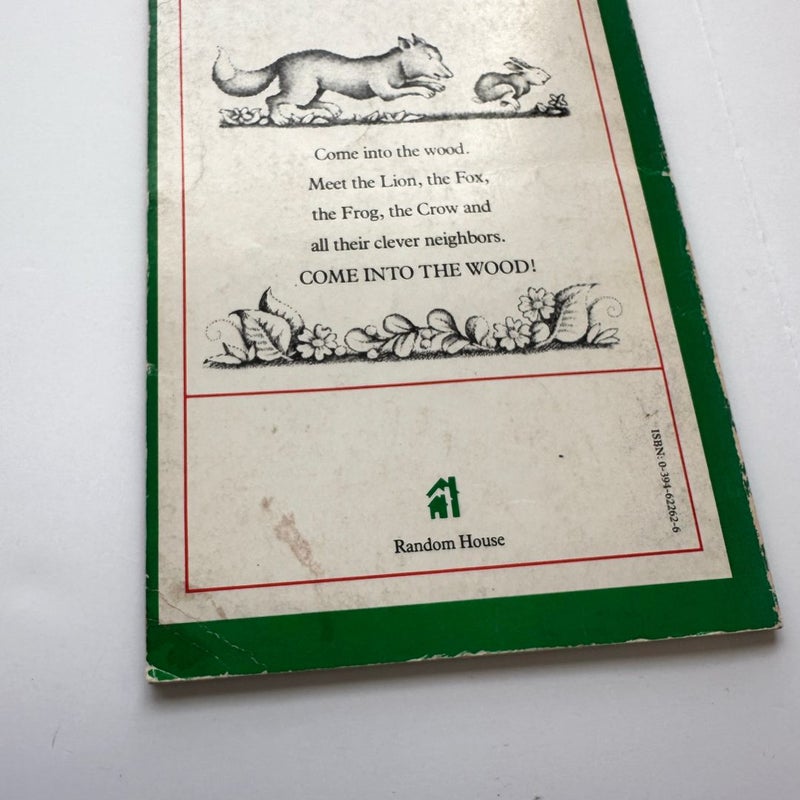 Come into the wood.
Meet the Lion, the Fox,
the Frog, the Crow and
all their clever neighbors.
COME INTO THE WOOD!
ISBN: 0-394-62262-6
Random House